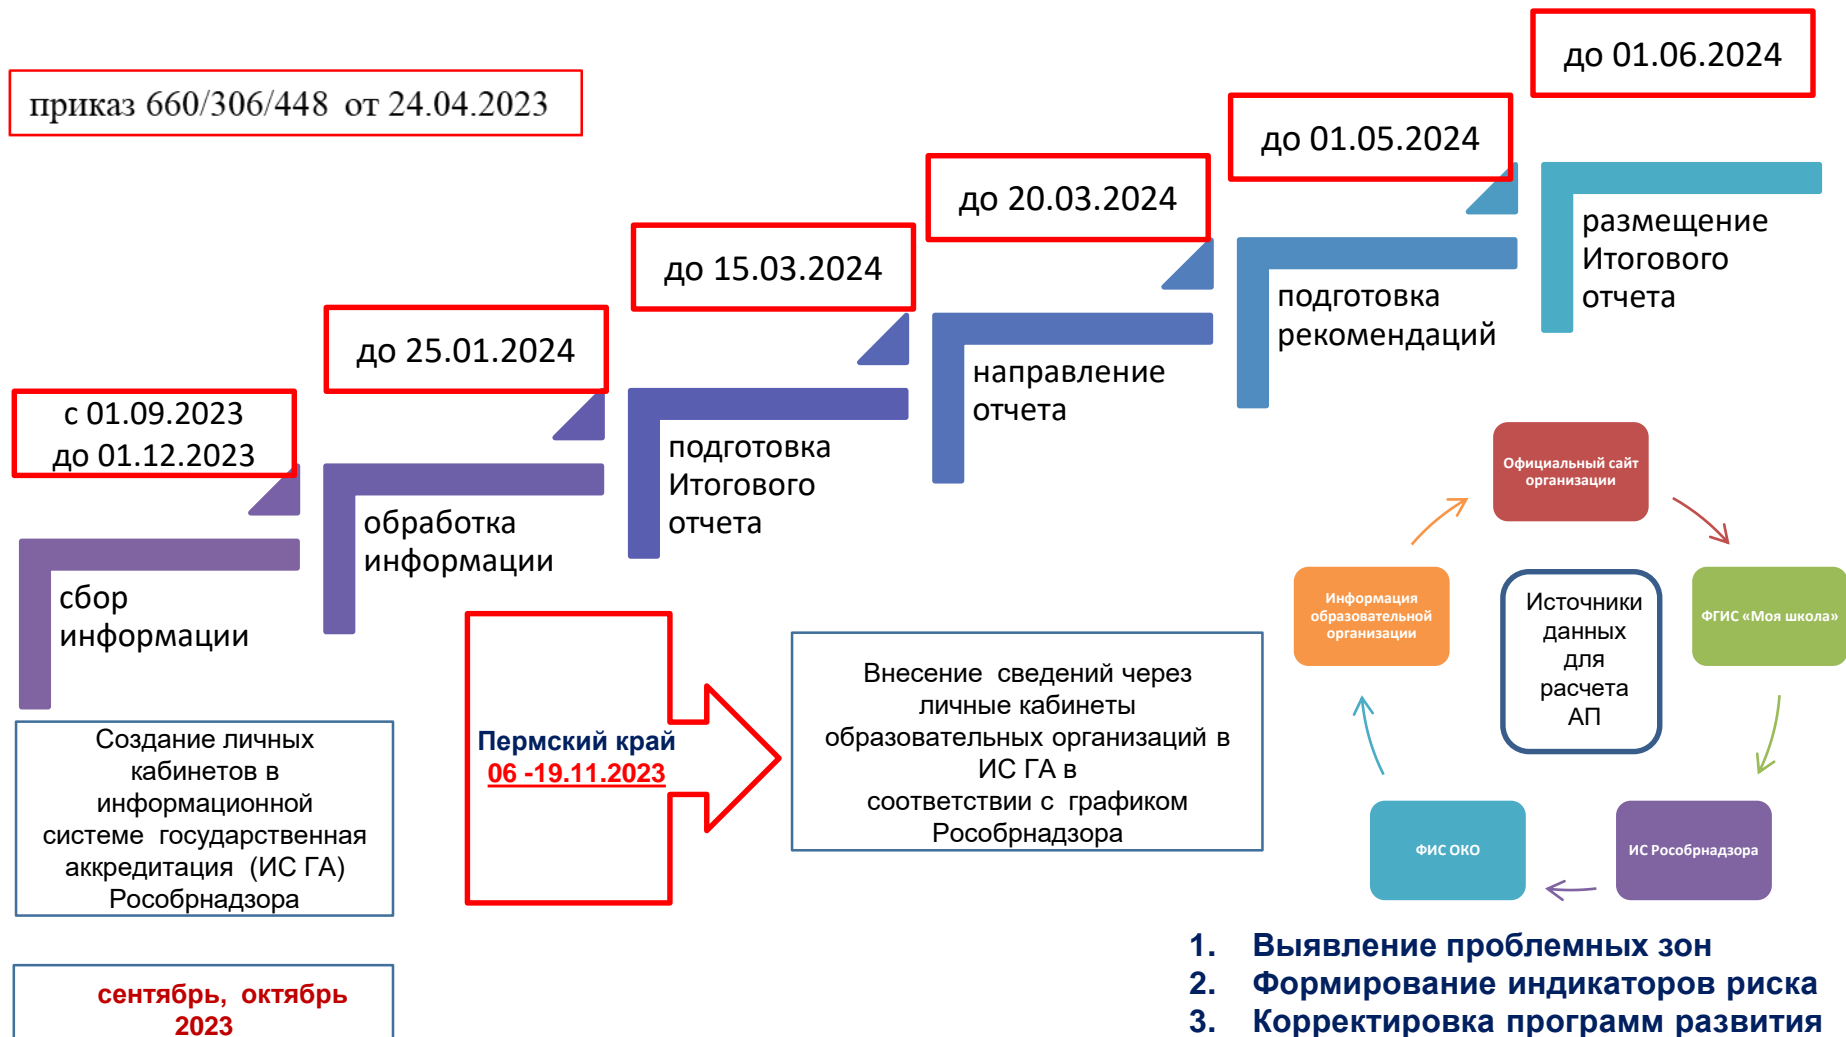 приказ 660/306/448 от 24.04.2023
с 01.09.2023
до 01.12.2023
сбор
информации
до 25.01.2024
обработка
информации
до 15.03.2024
подготовка
Итогового
отчета
до 20.03.2024
направление
отчета
до 01.05.2024
подготовка
рекомендаций
до 01.06.2024
размещение
Итогового
отчета
Создание личных
кабинетов в
информационной
системе государственная
аккредитация (ИС ГА)
Рособрнадзора
сентябрь, октябрь
2023
Пермский край
06 -19.11.2023
Внесение сведений через
личные кабинеты
образовательных организаций в
ИС ГА в
соответствии с графиком
Рособрнадзора
Официальный сайт
организации
ФГИС «Моя школа»
ИС Рособрнадзора
ФИС ОКО
Информация
образовательной
организации
Источники
данных
для
расчета
АП
1. Выявление проблемных зон
2. Формирование индикаторов риска
3. Корректировка программ развития